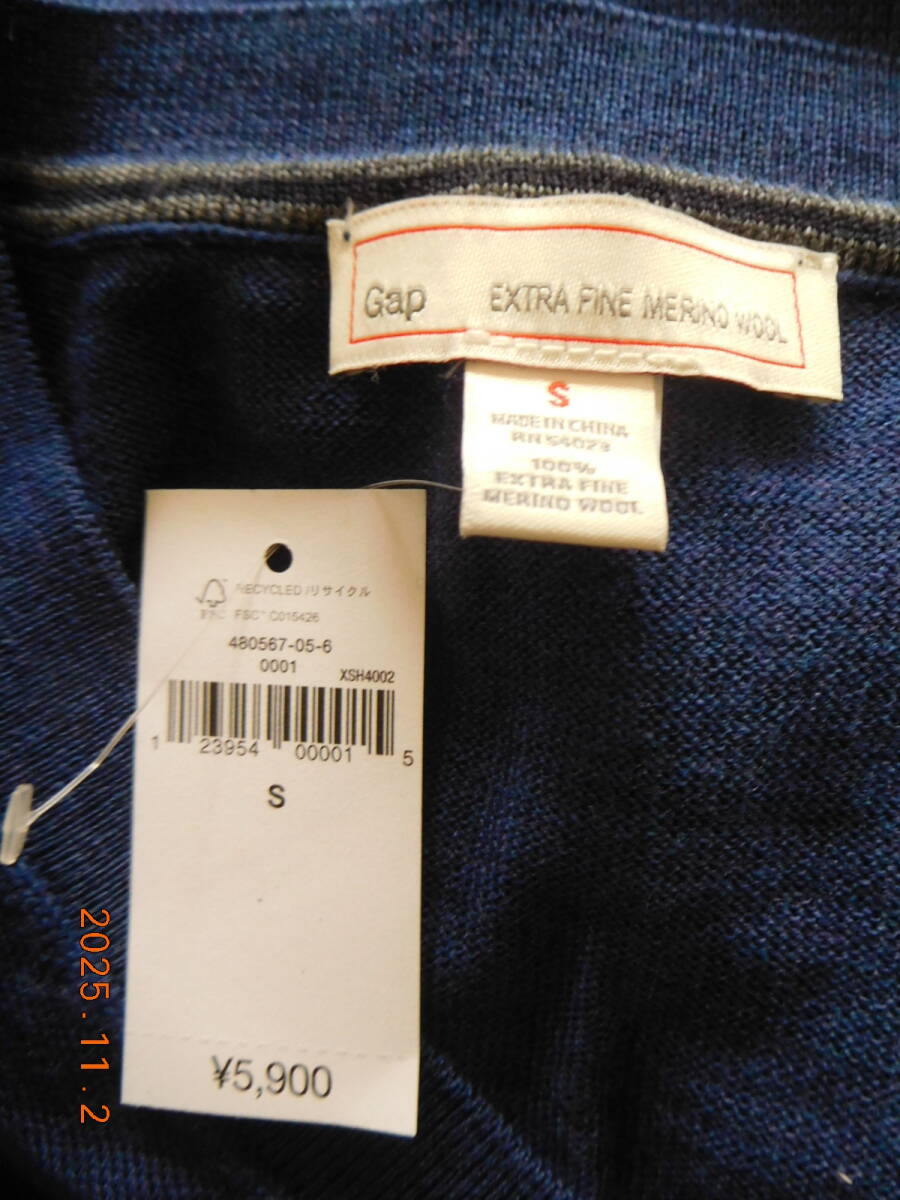 Gap EXTRA FINE MERINO WOOL
S
MADE IN CHINA
RN 54023
100%
EXTRA FINE
MERINO WOOL
RECYCLED /リサイクル
FSC™ C015426
480567-05-6
0001
XSH4002
1 23954 00001 5
S
¥5,900
2025.11.2